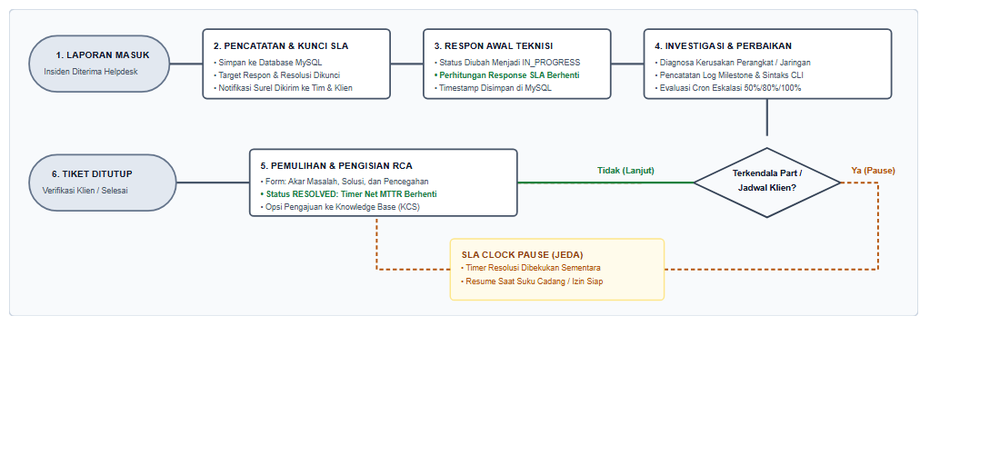 1. LAPORAN MASUK
Insiden Diterima Helpdesk
2. PENCATATAN & KUNCI SLA
• Simpan ke Database MySQL
• Target Respon & Resolusi Dikunci
• Notifikasi Surel Dikirim ke Tim & Klien
3. RESPON AWAL TEKNISI
• Status Diubah Menjadi IN_PROGRESS
• Perhitungan Response SLA Berhenti
• Timestamp Disimpan di MySQL
4. INVESTIGASI & PERBAIKAN
• Diagnosa Kerusakan Perangkat / Jaringan
• Pencatatan Log Milestone & Sintaks CLI
• Evaluasi Cron Eskalasi 50%/80%/100%
Terkendala Part /
Jadwal Klien?
Tidak (Lanjut)
Ya (Pause)
5. PEMULIHAN & PENGISIAN RCA
• Form: Akar Masalah, Solusi, dan Pencegahan
• Status RESOLVED: Timer Net MTTR Berhenti
• Opsi Pengajuan ke Knowledge Base (KCS)
6. TIKET DITUTUP
Verifikasi Klien / Selesai
SLA CLOCK PAUSE (JEDA)
• Timer Resolusi Dibekukan Sementara
• Resume Saat Suku Cadang / Izin Siap